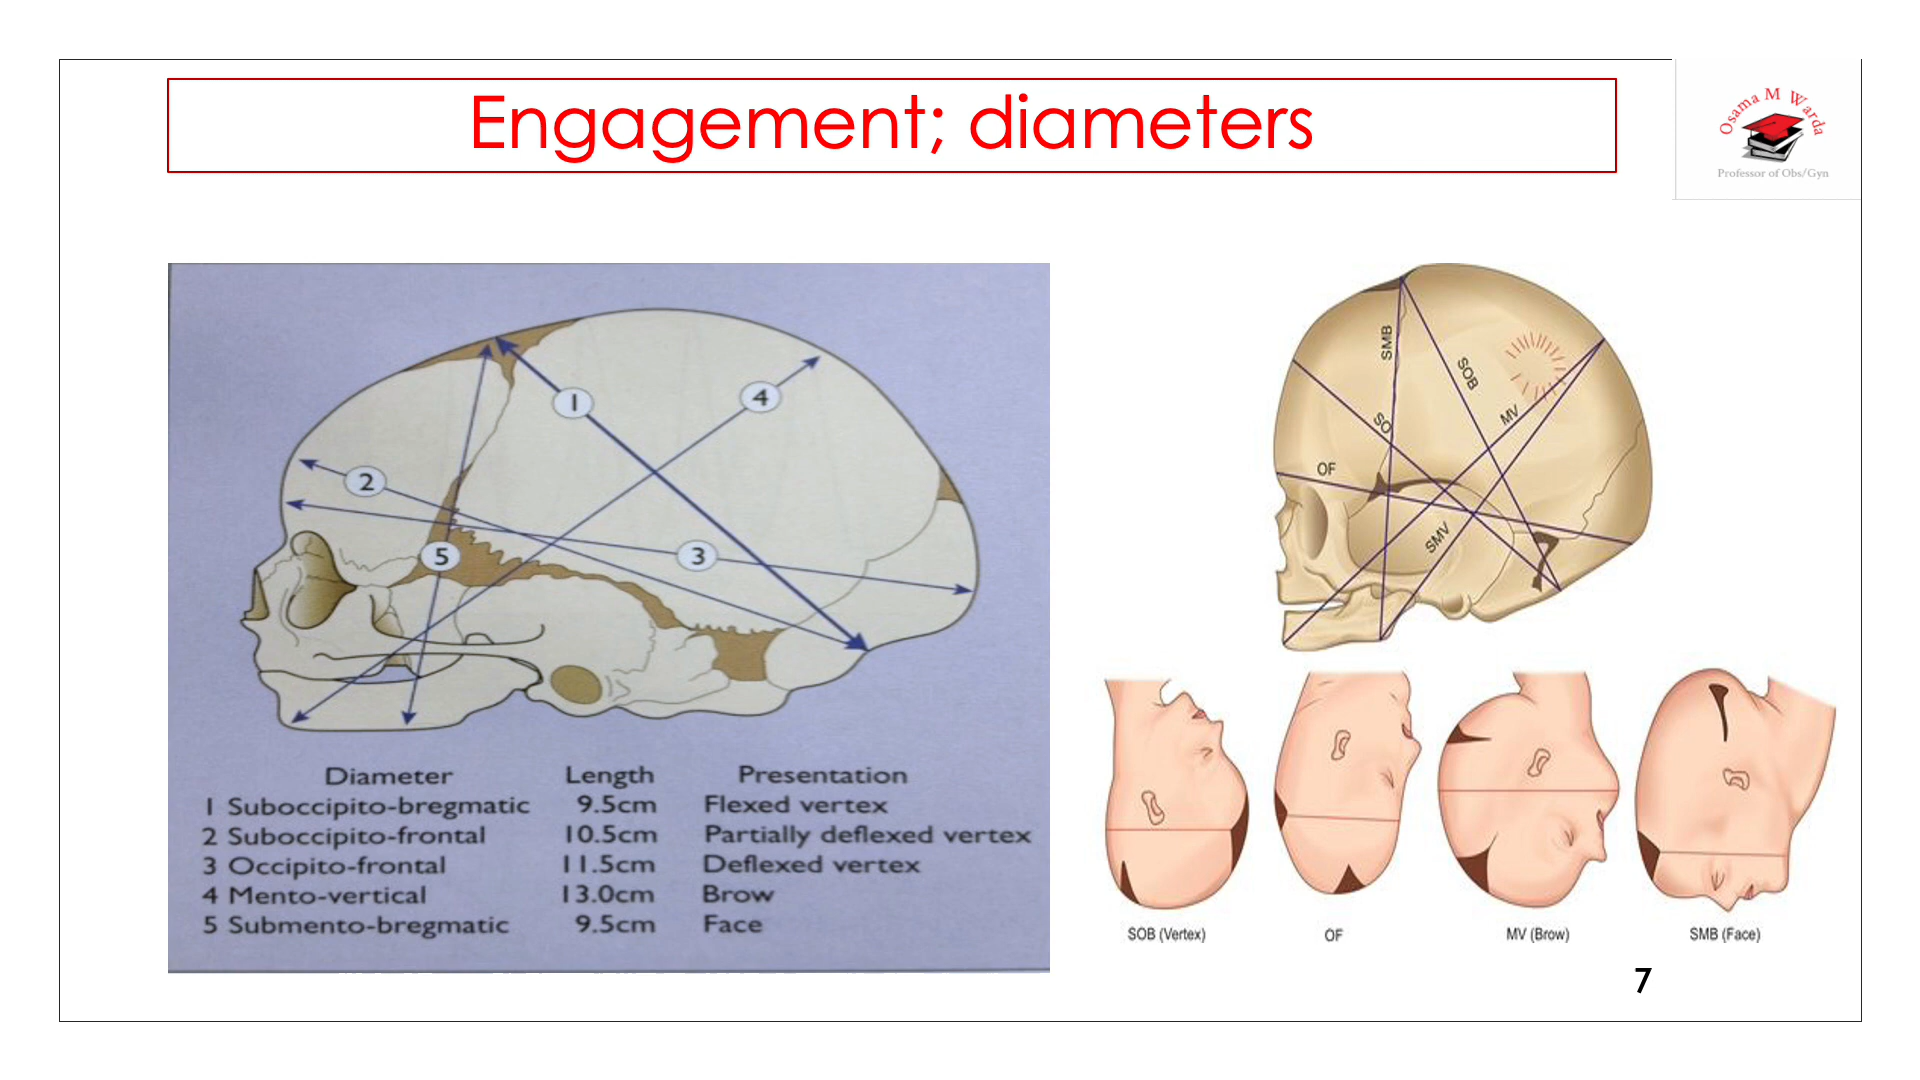 Engagement; diameters
Osama M Warda
Professor of Obs/Gyn
1
2
3
4
5
Diameter Length Presentation
1 Suboccipito-bregmatic 9.5cm Flexed vertex
2 Suboccipito-frontal 10.5cm Partially deflexed vertex
3 Occipito-frontal 11.5cm Deflexed vertex
4 Mento-vertical 13.0cm Brow
5 Submento-bregmatic 9.5cm Face
SMB
SOB
SO
MV
OF
SMV
SOB (Vertex)
OF
MV (Brow)
SMB (Face)
7